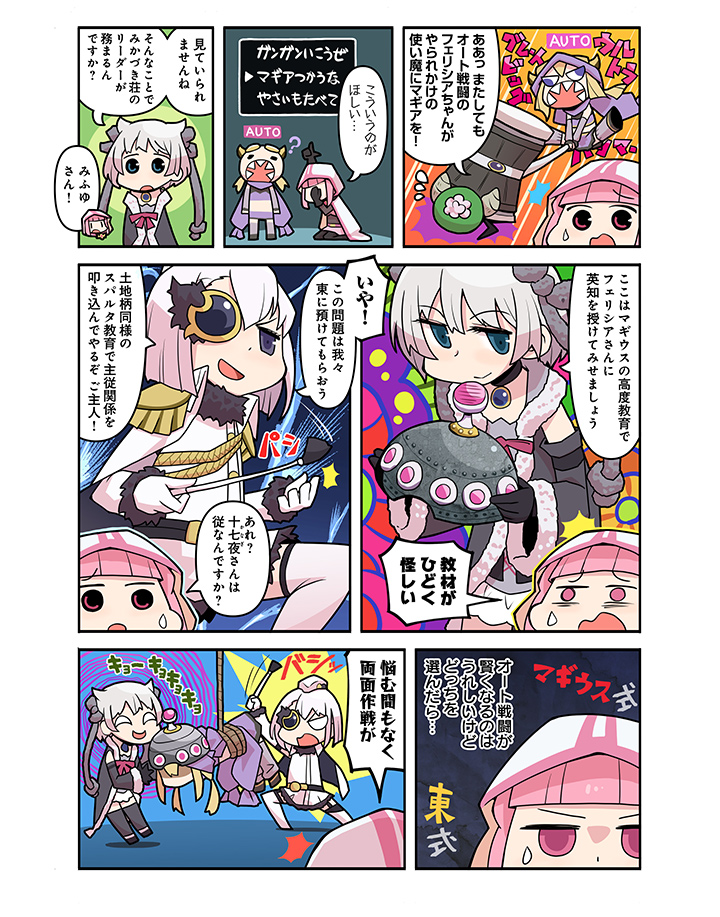 ああっ またしても
オート戦闘の
フェリシアちゃんが
やられかけの
使い魔にマギアを！
AUTO
ウルトラ
グレート
ビッグ
ハンマー
ガンガンいこうぜ
▶マギアつかうな
やさいもたべて
こういうのが
ほしい…
AUTO
?
見ていられ
ませんね
そんなことで
みかづき荘の
リーダーが
務まるん
ですか？
みふゆ
さん！
ここはマギウスの高度教育で
フェリシアさんに
英知を授けてみせましょう
教材が
ひどく
怪しい
いや！
この問題は我々
東に預けてもらおう
パシ
土地柄同様の
スパルタ教育で主従関係を
叩き込んでやるぞ ご主人！
あれ？
十七夜さんは
かなぎ
従なんですか？
マギウス式
オート戦闘が
賢くなるのは
うれしいけど
どっちを
選んだら…
東式
悩む間もなく
両面作戦が
バシッ
キョーキョキョキョ